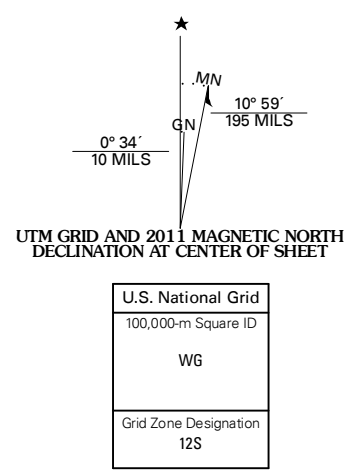 ★
MN
GN
10° 59´
195 MILS
0° 34´
10 MILS
UTM GRID AND 2011 MAGNETIC NORTH
DECLINATION AT CENTER OF SHEET
U.S. National Grid
100,000-m Square ID
WG
Grid Zone Designation
12S